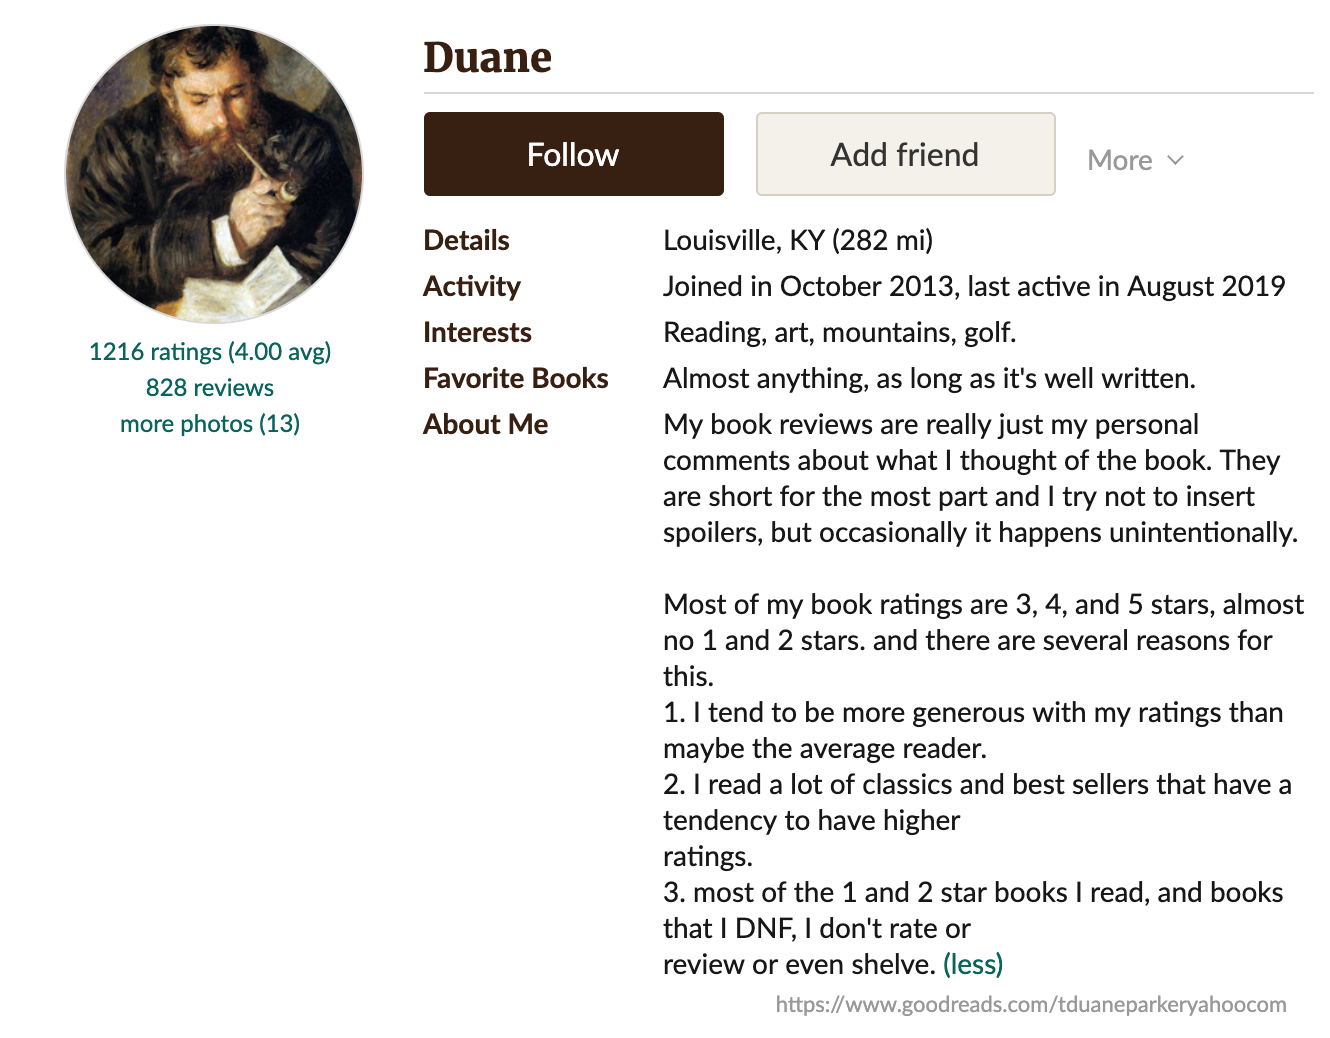 Duane
Follow
Add friend
More
Details Louisville, KY (282 mi)
Activity Joined in October 2013, last active in August 2019
Interests Reading, art, mountains, golf.
Favorite Books Almost anything, as long as it's well written.
About Me My book reviews are really just my personal
comments about what I thought of the book. They
are short for the most part and I try not to insert
spoilers, but occasionally it happens unintentionally.
Most of my book ratings are 3, 4, and 5 stars, almost
no 1 and 2 stars. and there are several reasons for
this.
1. I tend to be more generous with my ratings than
maybe the average reader.
2. I read a lot of classics and best sellers that have a
tendency to have higher
ratings.
3. most of the 1 and 2 star books I read, and books
that I DNF, I don't rate or
review or even shelve. (less)
1216 ratings (4.00 avg)
828 reviews
more photos (13)
https://www.goodreads.com/tduaneparkeryahoocom